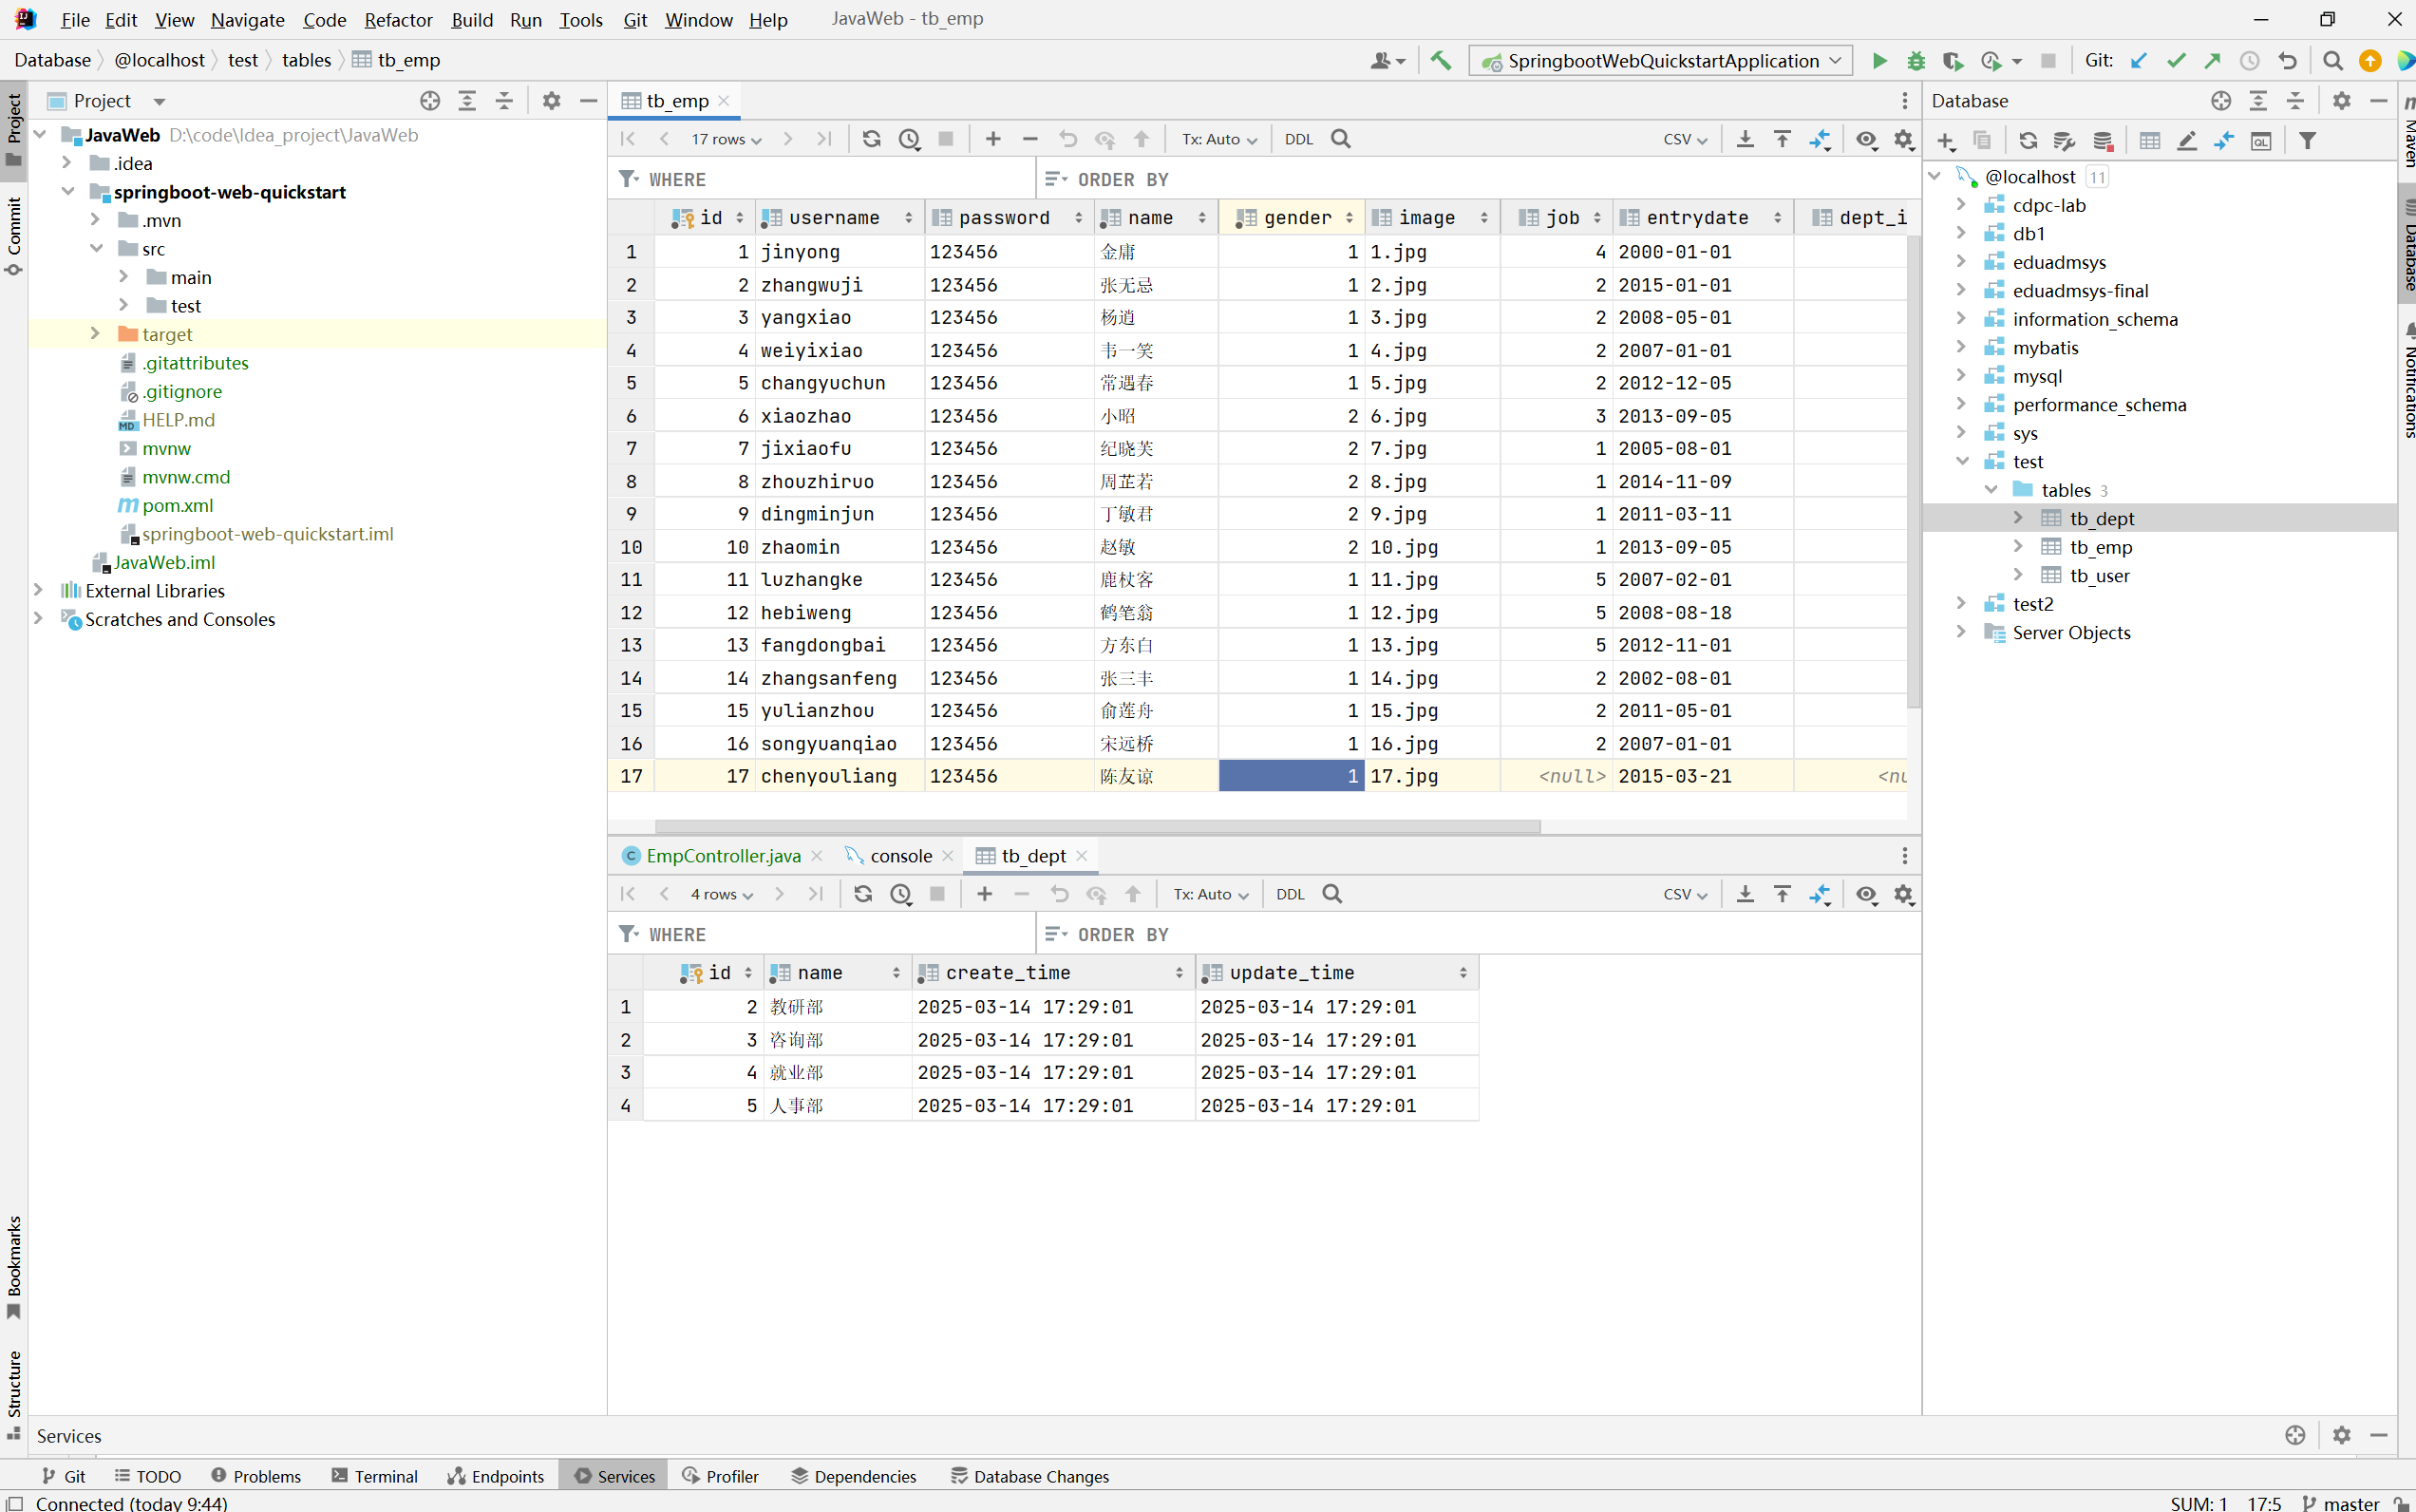 File Edit View Navigate Code Refactor Build Run Tools Git Window Help JavaWeb - tb_emp
Database @localhost test tables tb_emp SpringbootWebQuickstartApplication Git:
Project
Project
Commit
Bookmarks
Structure
JavaWeb D:\code\Idea_project\JavaWeb
.idea
springboot-web-quickstart
.mvn
src
main
test
target
.gitattributes
.gitignore
HELP.md
mvnw
mvnw.cmd
pom.xml
springboot-web-quickstart.iml
JavaWeb.iml
External Libraries
Scratches and Consoles
tb_emp
17 rows Tx: Auto DDL CSV
WHERE ORDER BY
id username password name gender image job entrydate dept_i
1 1 jinyong 123456 金庸 1 1.jpg 4 2000-01-01
2 2 zhangwuji 123456 张无忌 1 2.jpg 2 2015-01-01
3 3 yangxiao 123456 杨逍 1 3.jpg 2 2008-05-01
4 4 weiyixiao 123456 韦一笑 1 4.jpg 2 2007-01-01
5 5 changyuchun 123456 常遇春 1 5.jpg 2 2012-12-05
6 6 xiaozhao 123456 小昭 2 6.jpg 3 2013-09-05
7 7 jixiaofu 123456 纪晓芙 2 7.jpg 1 2005-08-01
8 8 zhouzhiruo 123456 周芷若 2 8.jpg 1 2014-11-09
9 9 dingminjun 123456 丁敏君 2 9.jpg 1 2011-03-11
10 10 zhaomin 123456 赵敏 2 10.jpg 1 2013-09-05
11 11 luzhangke 123456 鹿杖客 1 11.jpg 5 2007-02-01
12 12 hebiweng 123456 鹤笔翁 1 12.jpg 5 2008-08-18
13 13 fangdongbai 123456 方东白 1 13.jpg 5 2012-11-01
14 14 zhangsanfeng 123456 张三丰 1 14.jpg 2 2002-08-01
15 15 yulianzhou 123456 俞莲舟 1 15.jpg 2 2011-05-01
16 16 songyuanqiao 123456 宋远桥 1 16.jpg 2 2007-01-01
17 17 chenyouliang 123456 陈友谅 1 17.jpg <null> 2015-03-21 <nu
EmpController.java console tb_dept
4 rows Tx: Auto DDL CSV
WHERE ORDER BY
id name create_time update_time
1 2 教研部 2025-03-14 17:29:01 2025-03-14 17:29:01
2 3 咨询部 2025-03-14 17:29:01 2025-03-14 17:29:01
3 4 就业部 2025-03-14 17:29:01 2025-03-14 17:29:01
4 5 人事部 2025-03-14 17:29:01 2025-03-14 17:29:01
Database
@localhost 11
cdpc-lab
db1
eduadmsys
eduadmsys-final
information_schema
mybatis
mysql
performance_schema
sys
test
tables 3
tb_dept
tb_emp
tb_user
test2
Server Objects
Maven
Database
Notifications
Services
Git TODO Problems Terminal Endpoints Services Profiler Dependencies Database Changes
Connected (today 9:44) SUM: 1 17:5 master